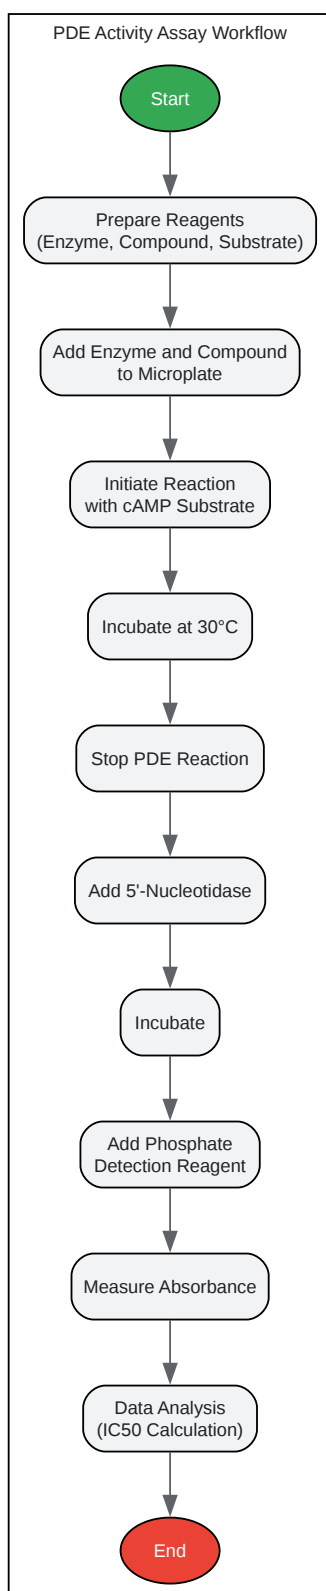 PDE Activity Assay Workflow
Start
Prepare Reagents
(Enzyme, Compound, Substrate)
Add Enzyme and Compound
to Microplate
Initiate Reaction
with cAMP Substrate
Incubate at 30°C
Stop PDE Reaction
Add 5'-Nucleotidase
Incubate
Add Phosphate
Detection Reagent
Measure Absorbance
Data Analysis
(IC50 Calculation)
End